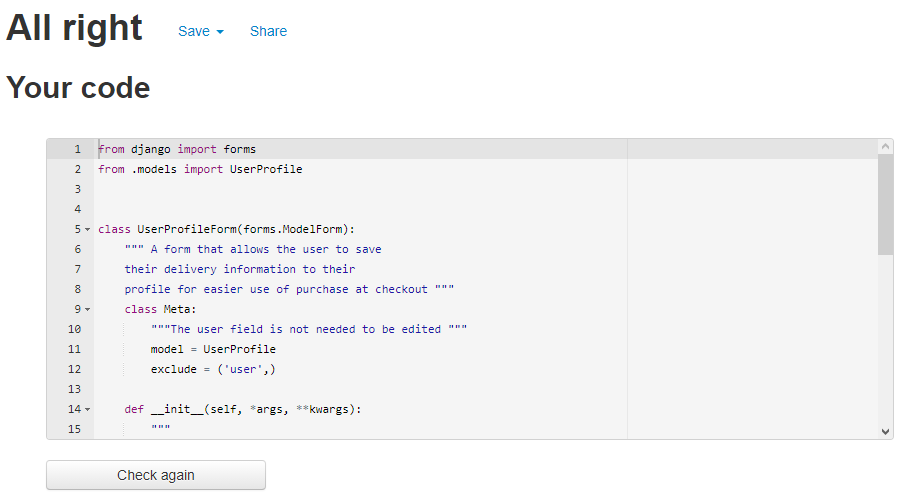 All right Save Share
Your code
1 from django import forms
2 from .models import UserProfile
3
4
5 class UserProfileForm(forms.ModelForm):
6 """ A form that allows the user to save
7 their delivery information to their
8 profile for easier use of purchase at checkout """
9 class Meta:
10 """The user field is not needed to be edited """
11 model = UserProfile
12 exclude = ('user',)
13
14 def __init__(self, *args, **kwargs):
15 """
Check again